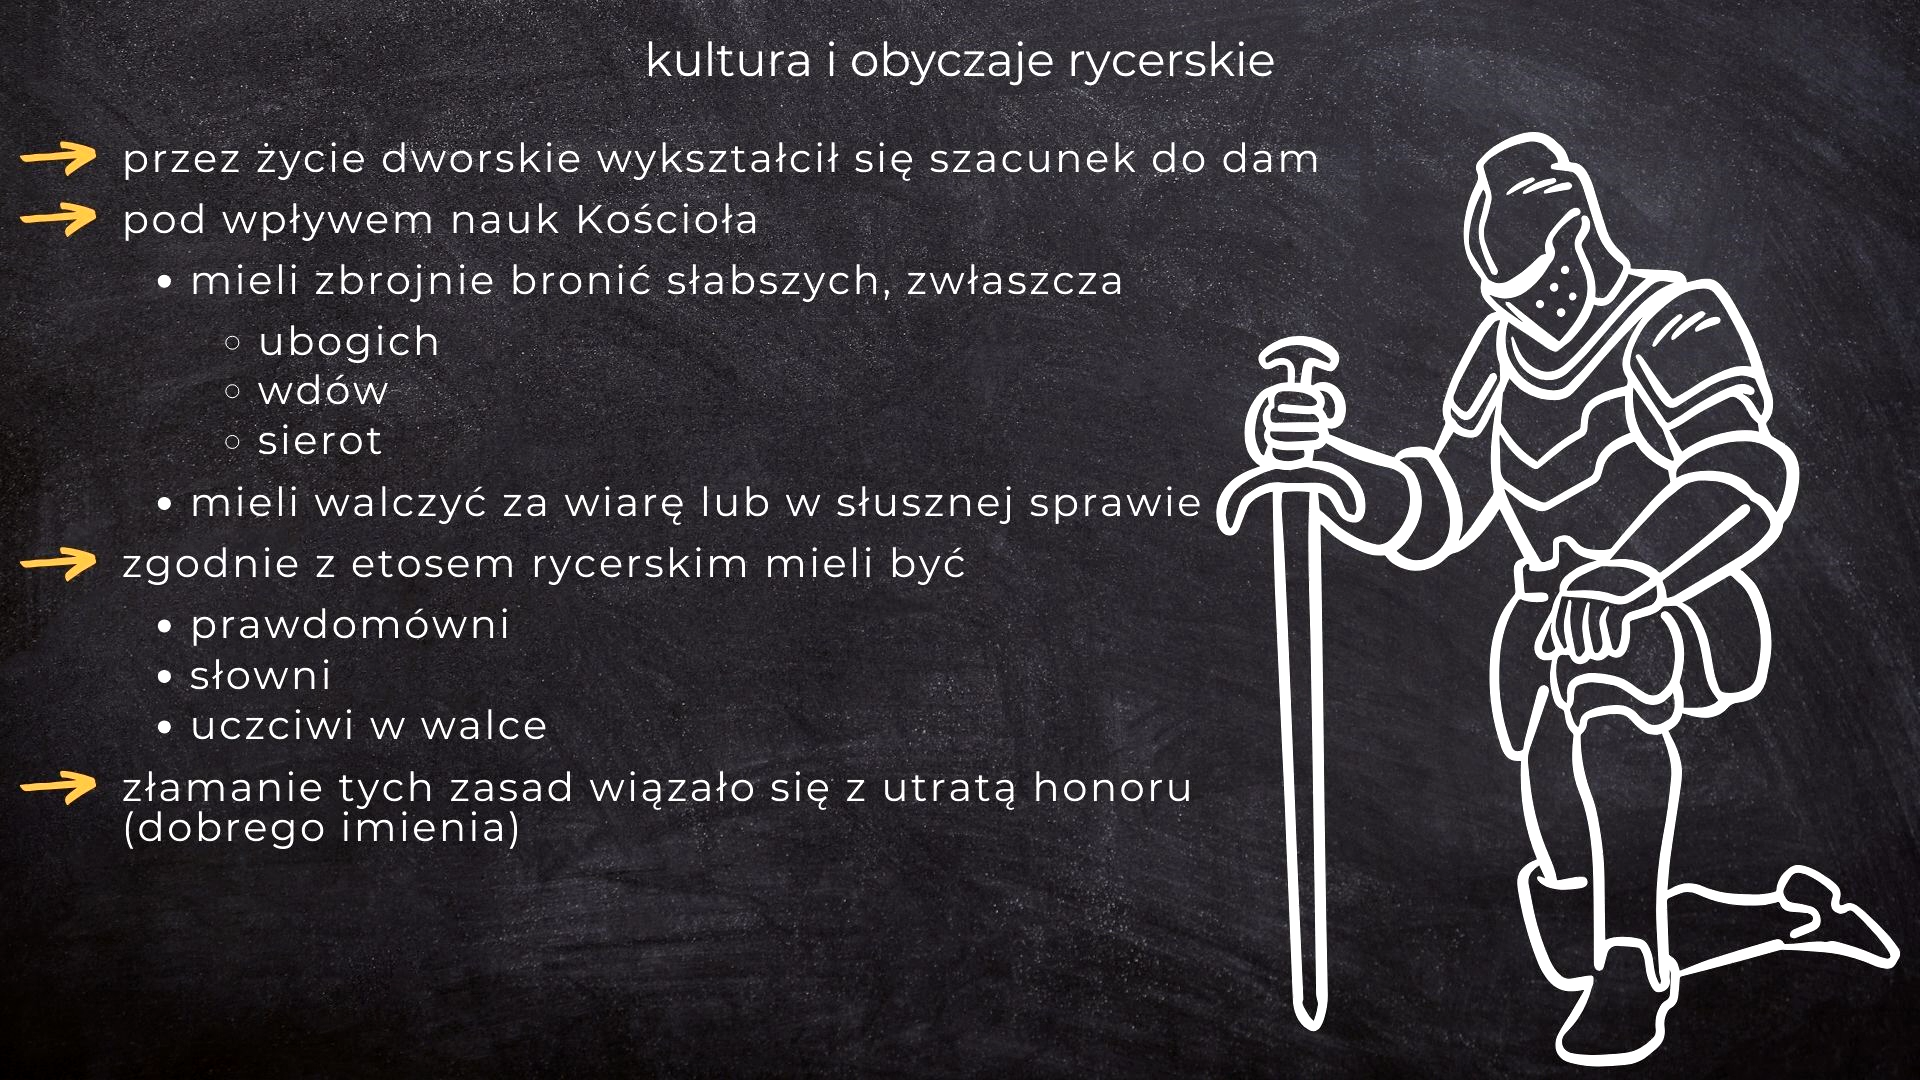 kultura i obyczaje rycerskie
przez życie dworskie wykształcił się szacunek do dam
pod wpływem nauk Kościoła
mieli zbrojnie bronić słabszych, zwłaszcza
ubogich
wdów
sierot
mieli walczyć za wiarę lub w słusznej sprawie
zgodnie z etosem rycerskim mieli być
prawdomówni
słowni
uczciwi w walce
złamanie tych zasad wiązało się z utratą honoru
(dobrego imienia)